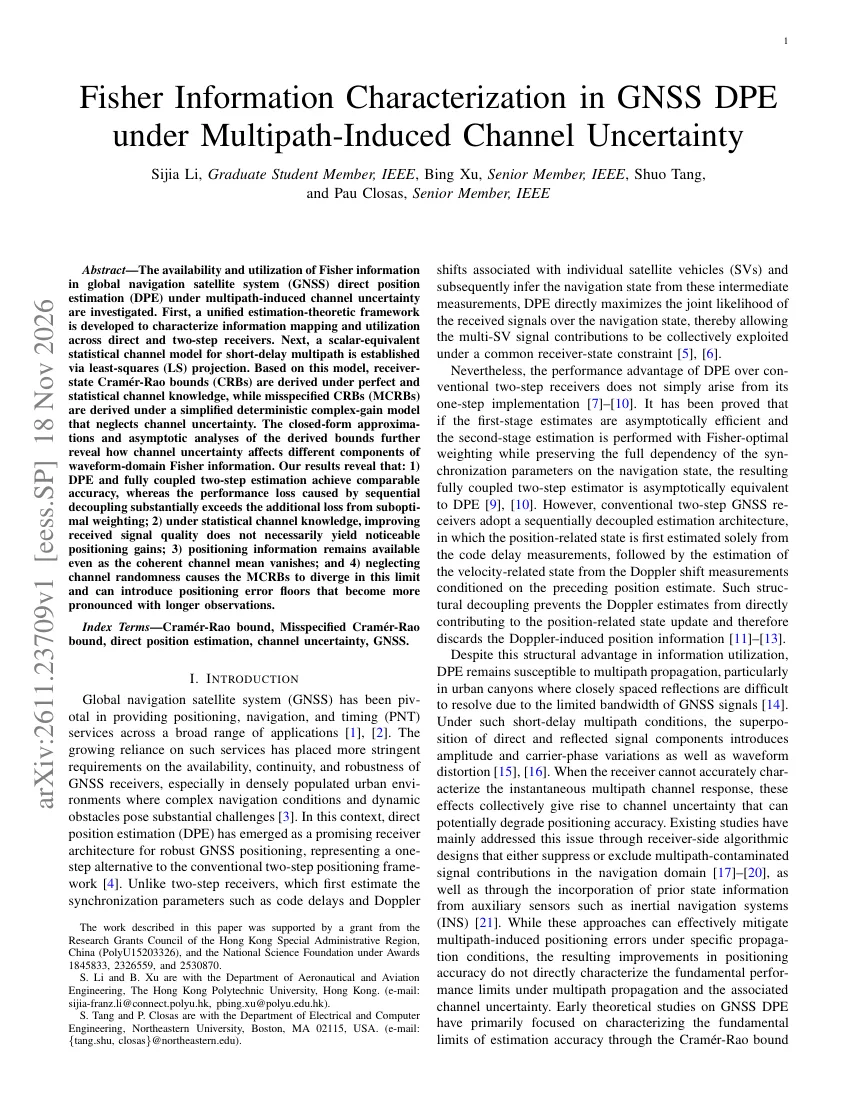 1
Fisher Information Characterization in GNSS DPE
under Multipath-Induced Channel Uncertainty
Sijia Li, Graduate Student Member, IEEE, Bing Xu, Senior Member, IEEE, Shuo Tang,
and Pau Closas, Senior Member, IEEE
arXiv:2611.23709v1 [eess.SP] 18 Nov 2026
Abstract—The availability and utilization of Fisher information
in global navigation satellite system (GNSS) direct position
estimation (DPE) under multipath-induced channel uncertainty
are investigated. First, a unified estimation-theoretic framework
is developed to characterize information mapping and utilization
across direct and two-step receivers. Next, a scalar-equivalent
statistical channel model for short-delay multipath is established
via least-squares (LS) projection. Based on this model, receiver-
state Cramér-Rao bounds (CRBs) are derived under perfect and
statistical channel knowledge, while misspecified CRBs (MCRBs)
are derived under a simplified deterministic complex-gain model
that neglects channel uncertainty. The closed-form approxima-
tions and asymptotic analyses of the derived bounds further
reveal how channel uncertainty affects different components of
waveform-domain Fisher information. Our results reveal that: 1)
DPE and fully coupled two-step estimation achieve comparable
accuracy, whereas the performance loss caused by sequential
decoupling substantially exceeds the additional loss from subopti-
mal weighting; 2) under statistical channel knowledge, improving
received signal quality does not necessarily yield noticeable
positioning gains; 3) positioning information remains available
even as the coherent channel mean vanishes; and 4) neglecting
channel randomness causes the MCRBs to diverge in this limit
and can introduce positioning error floors that become more
pronounced with longer observations.
Index Terms—Cramér-Rao bound, Misspecified Cramér-Rao
bound, direct position estimation, channel uncertainty, GNSS.
I. INTRODUCTION
Global navigation satellite system (GNSS) has been piv-
otal in providing positioning, navigation, and timing (PNT)
services across a broad range of applications [1], [2]. The
growing reliance on such services has placed more stringent
requirements on the availability, continuity, and robustness of
GNSS receivers, especially in densely populated urban envi-
ronments where complex navigation conditions and dynamic
obstacles pose substantial challenges [3]. In this context, direct
position estimation (DPE) has emerged as a promising receiver
architecture for robust GNSS positioning, representing a one-
step alternative to the conventional two-step positioning frame-
work [4]. Unlike two-step receivers, which first estimate the
synchronization parameters such as code delays and Doppler
The work described in this paper was supported by a grant from the
Research Grants Council of the Hong Kong Special Administrative Region,
China (PolyU15203326), and the National Science Foundation under Awards
1845833, 2326559, and 2530870.
S. Li and B. Xu are with the Department of Aeronautical and Aviation
Engineering, The Hong Kong Polytechnic University, Hong Kong. (e-mail:
sijia-franz.li@connect.polyu.hk, pbing.xu@polyu.edu.hk).
S. Tang and P. Closas are with the Department of Electrical and Computer
Engineering, Northeastern University, Boston, MA 02115, USA. (e-mail:
{tang.shu, closas}@northeastern.edu).
shifts associated with individual satellite vehicles (SVs) and
subsequently infer the navigation state from these intermediate
measurements, DPE directly maximizes the joint likelihood of
the received signals over the navigation state, thereby allowing
the multi-SV signal contributions to be collectively exploited
under a common receiver-state constraint [5], [6].
Nevertheless, the performance advantage of DPE over con-
ventional two-step receivers does not simply arise from its
one-step implementation [7]–[10]. It has been proved that
if the first-stage estimates are asymptotically efficient and
the second-stage estimation is performed with Fisher-optimal
weighting while preserving the full dependency of the syn-
chronization parameters on the navigation state, the resulting
fully coupled two-step estimator is asymptotically equivalent
to DPE [9], [10]. However, conventional two-step GNSS re-
ceivers adopt a sequentially decoupled estimation architecture,
in which the position-related state is first estimated solely from
the code delay measurements, followed by the estimation of
the velocity-related state from the Doppler shift measurements
conditioned on the preceding position estimate. Such struc-
tural decoupling prevents the Doppler estimates from directly
contributing to the position-related state update and therefore
discards the Doppler-induced position information [11]–[13].
Despite this structural advantage in information utilization,
DPE remains susceptible to multipath propagation, particularly
in urban canyons where closely spaced reflections are difficult
to resolve due to the limited bandwidth of GNSS signals [14].
Under such short-delay multipath conditions, the superpo-
sition of direct and reflected signal components introduces
amplitude and carrier-phase variations as well as waveform
distortion [15], [16]. When the receiver cannot accurately char-
acterize the instantaneous multipath channel response, these
effects collectively give rise to channel uncertainty that can
potentially degrade positioning accuracy. Existing studies have
mainly addressed this issue through receiver-side algorithmic
designs that either suppress or exclude multipath-contaminated
signal contributions in the navigation domain [17]–[20], as
well as through the incorporation of prior state information
from auxiliary sensors such as inertial navigation systems
(INS) [21]. While these approaches can effectively mitigate
multipath-induced positioning errors under specific propaga-
tion conditions, the resulting improvements in positioning
accuracy do not directly characterize the fundamental perfor-
mance limits under multipath propagation and the associated
channel uncertainty. Early theoretical studies on GNSS DPE
have primarily focused on characterizing the fundamental
limits of estimation accuracy through the Cramér-Rao bound